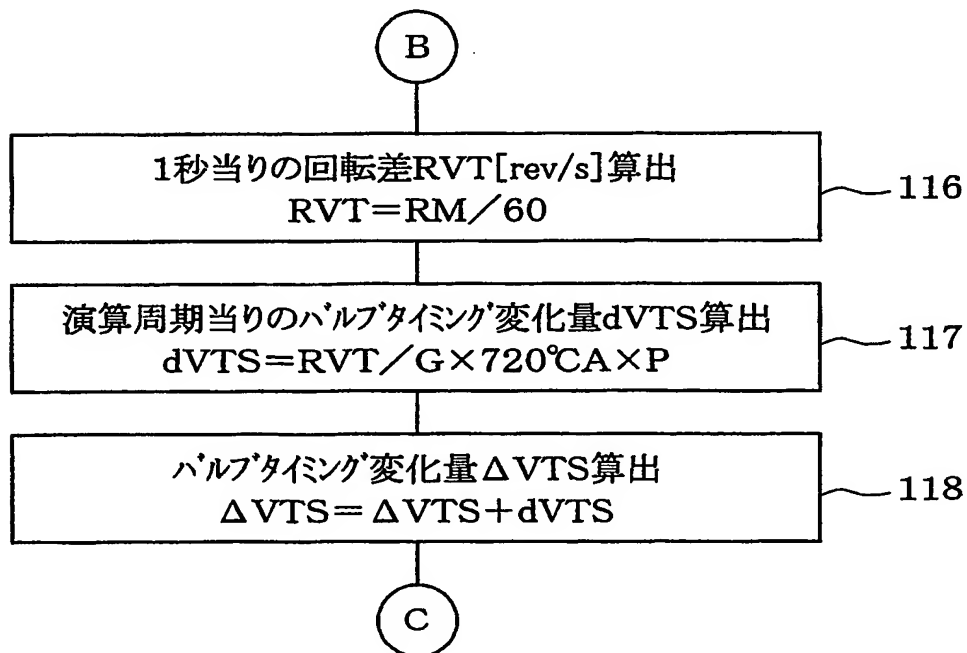 B
1秒当りの回転差RVT[rev/s]算出
RVT=RM/60
116
演算周期当りのバルブタイミング変化量dVTS算出
dVTS=RVT/G×720℃A×P
117
バルブタイミング変化量ΔVTS算出
ΔVTS=ΔVTS+dVTS
118
C